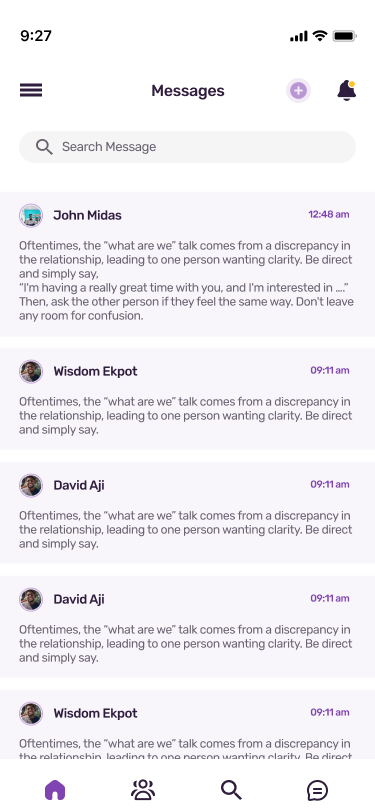 9:27
Messages
Search Message
John Midas
12:48 am
Oftentimes, the “what are we” talk comes from a discrepancy in
the relationship, leading to one person wanting clarity. Be direct
and simply say,
“I'm having a really great time with you, and I'm interested in ....”
Then, ask the other person if they feel the same way. Don't leave
any room for confusion.
Wisdom Ekpot
09:11 am
Oftentimes, the “what are we” talk comes from a discrepancy in
the relationship, leading to one person wanting clarity. Be direct
and simply say.
David Aji
09:11 am
Oftentimes, the “what are we” talk comes from a discrepancy in
the relationship, leading to one person wanting clarity. Be direct
and simply say.
David Aji
09:11 am
Oftentimes, the “what are we” talk comes from a discrepancy in
the relationship, leading to one person wanting clarity. Be direct
and simply say.
Wisdom Ekpot
09:11 am
Oftentimes, the “what are we” talk comes from a discrepancy in
the relationship, leading to one person wanting clarity. Be direct